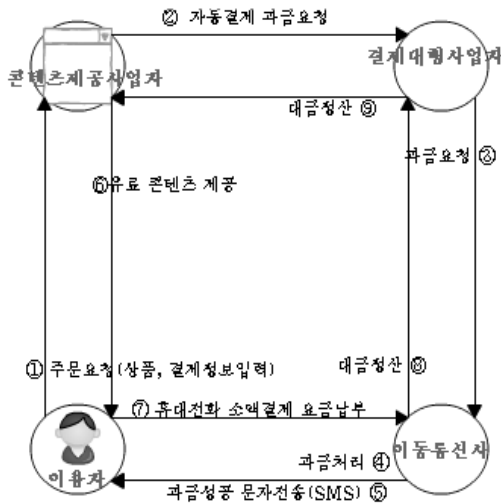 ② 자동결제 과금요청
콘텐츠제공사업자
결제대행사업자
대금정산 ⑨
과금요청 ③
⑥유료 콘텐츠 제공
① 주문요청(상품, 결제정보입력)
대금정산 ⑧
⑦ 휴대전화 소액결제 요금납부
이용자
이동통신사
과금처리 ④
과금성공 문자전송(SMS) ⑤